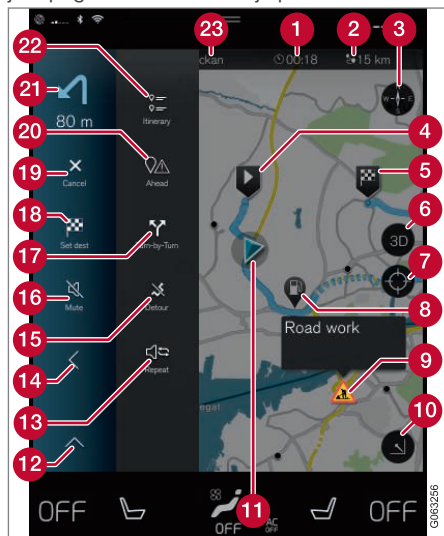 23 1 2 3
ckan 00:18 15 km
22
W E
21
80 m
Itinerary
4
20
5
19
Cancel
Ahead
6
18
3D
Set dest
17
Turn-by-Turn
7
16
Mute
15
Detour
8
Road work
14
13
Repeat
9
egat
10
12
11
OFF OFF AC OFF OFF
G063256